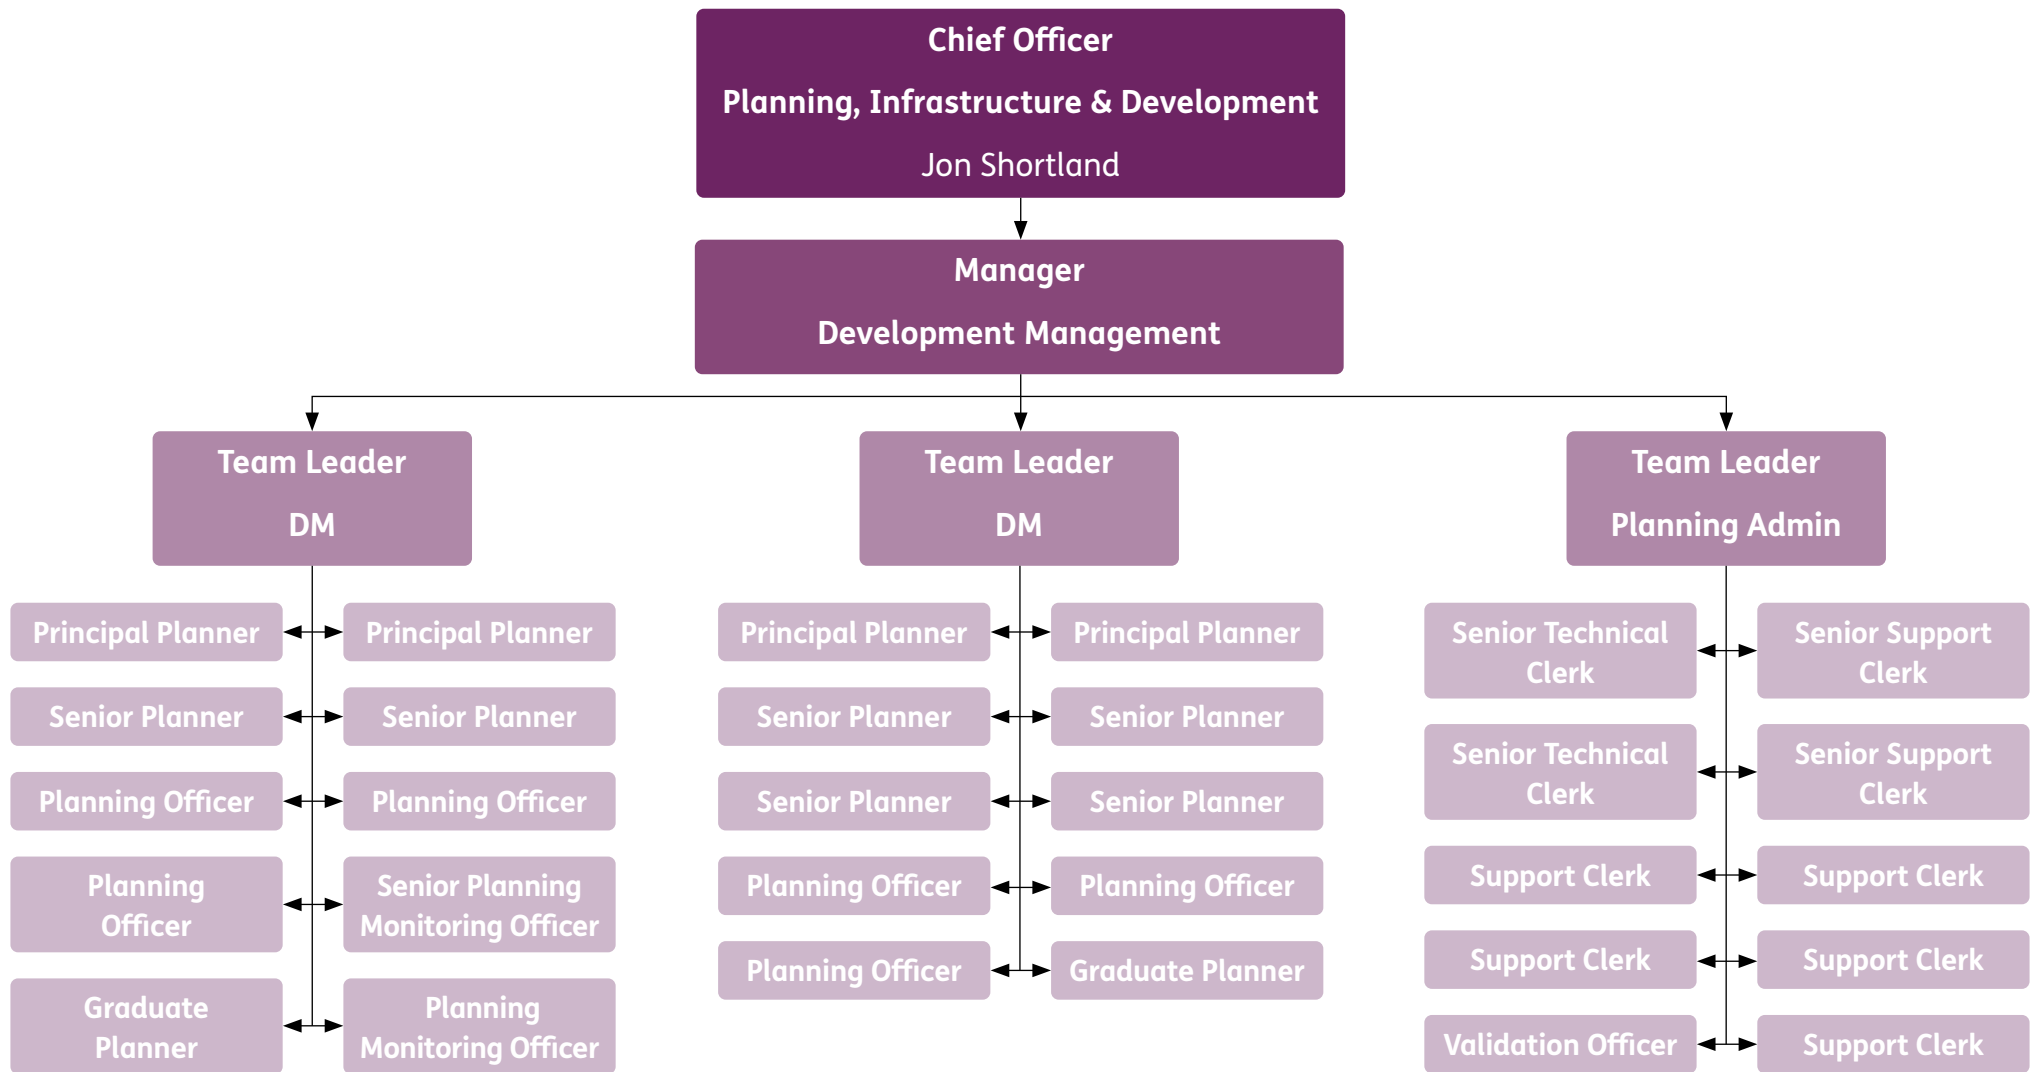 Chief Officer
Planning, Infrastructure & Development
Jon Shortland
Manager
Development Management
Team Leader
DM
Principal Planner
Principal Planner
Senior Planner
Senior Planner
Planning Officer
Planning Officer
Planning
Officer
Senior Planning
Monitoring Officer
Graduate
Planner
Planning
Monitoring Officer
Team Leader
DM
Principal Planner
Principal Planner
Senior Planner
Senior Planner
Senior Planner
Senior Planner
Planning Officer
Planning Officer
Planning Officer
Graduate Planner
Team Leader
Planning Admin
Senior Technical
Clerk
Senior Support
Clerk
Senior Technical
Clerk
Senior Support
Clerk
Support Clerk
Support Clerk
Support Clerk
Support Clerk
Validation Officer
Support Clerk